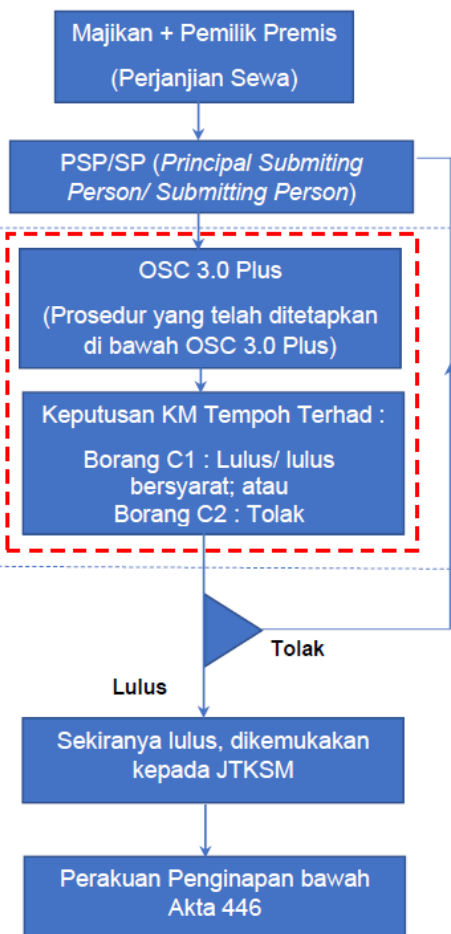 Majikan + Pemilik Premis
(Perjanjian Sewa)
PSP/SP (Principal Submiting
Person/ Submitting Person)
OSC 3.0 Plus
(Prosedur yang telah ditetapkan
di bawah OSC 3.0 Plus)
Keputusan KM Tempoh Terhad :
Borang C1 : Lulus/ lulus
bersyarat; atau
Borang C2 : Tolak
Tolak
Lulus
Sekiranya lulus, dikemukakan
kepada JTKSM
Perakuan Penginapan bawah
Akta 446